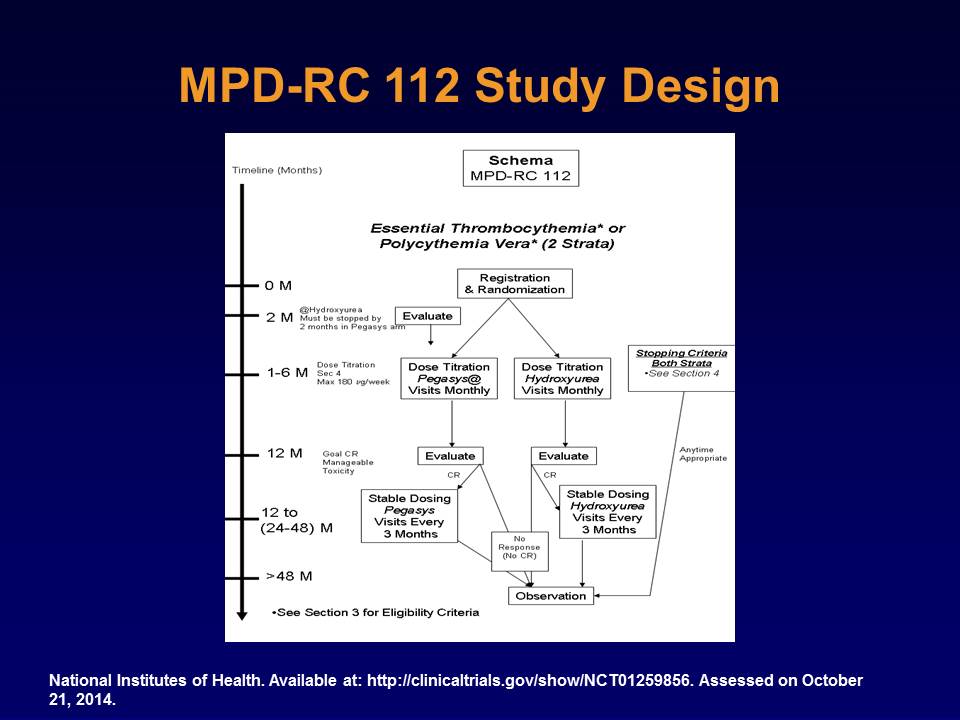 MPD-RC 112 Study Design
Timeline (Months)
Schema
MPD-RC 112
Essential Thrombocythemia* or
Polycythemia Vera* (2 Strata)
0 M
Registration
& Randomization
2 M
@Hydroxyurea
Must be stopped by
2 months in Pegasys arm
Evaluate
1-6 M
Dose Titration
Sec 4
Max 180 υg/week
Dose Titration
Pegasys@
Visits Monthly
Dose Titration
Hydroxyurea
Visits Monthly
Stopping Criteria
Both Strata
•See Section 4
12 M
Goal CR
Manageable
Toxicity
Evaluate
Evaluate
Anytime
Appropriate
CR
CR
12 to
(24-48) M
Stable Dosing
Pegasys
Visits Every
3 Months
Stable Dosing
Hydroxyurea
Visits Every
3 Months
No
Response
(No CR)
>48 M
Observation
•See Section 3 for Eligibility Criteria
National Institutes of Health. Available at: http://clinicaltrials.gov/show/NCT01259856. Assessed on October
21, 2014.